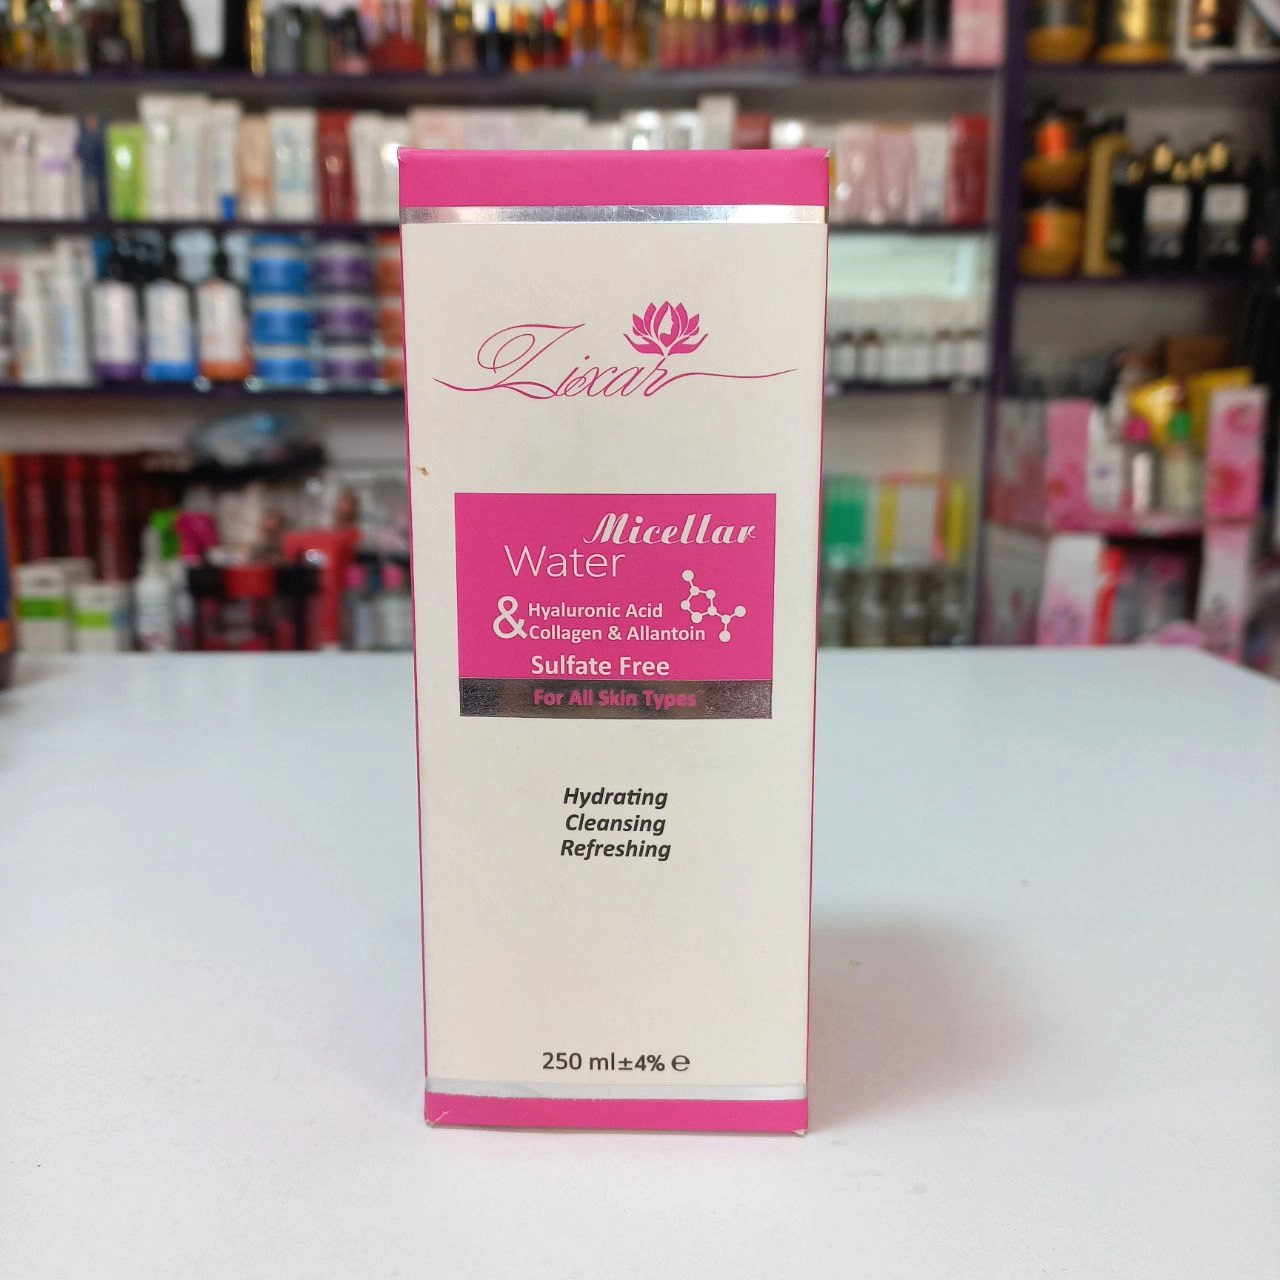 Zixar
Micellar
Water
& Hyaluronic Acid
Collagen & Allantoin
Sulfate Free
For All Skin Types
Hydrating
Cleansing
Refreshing
250 ml±4% ℮